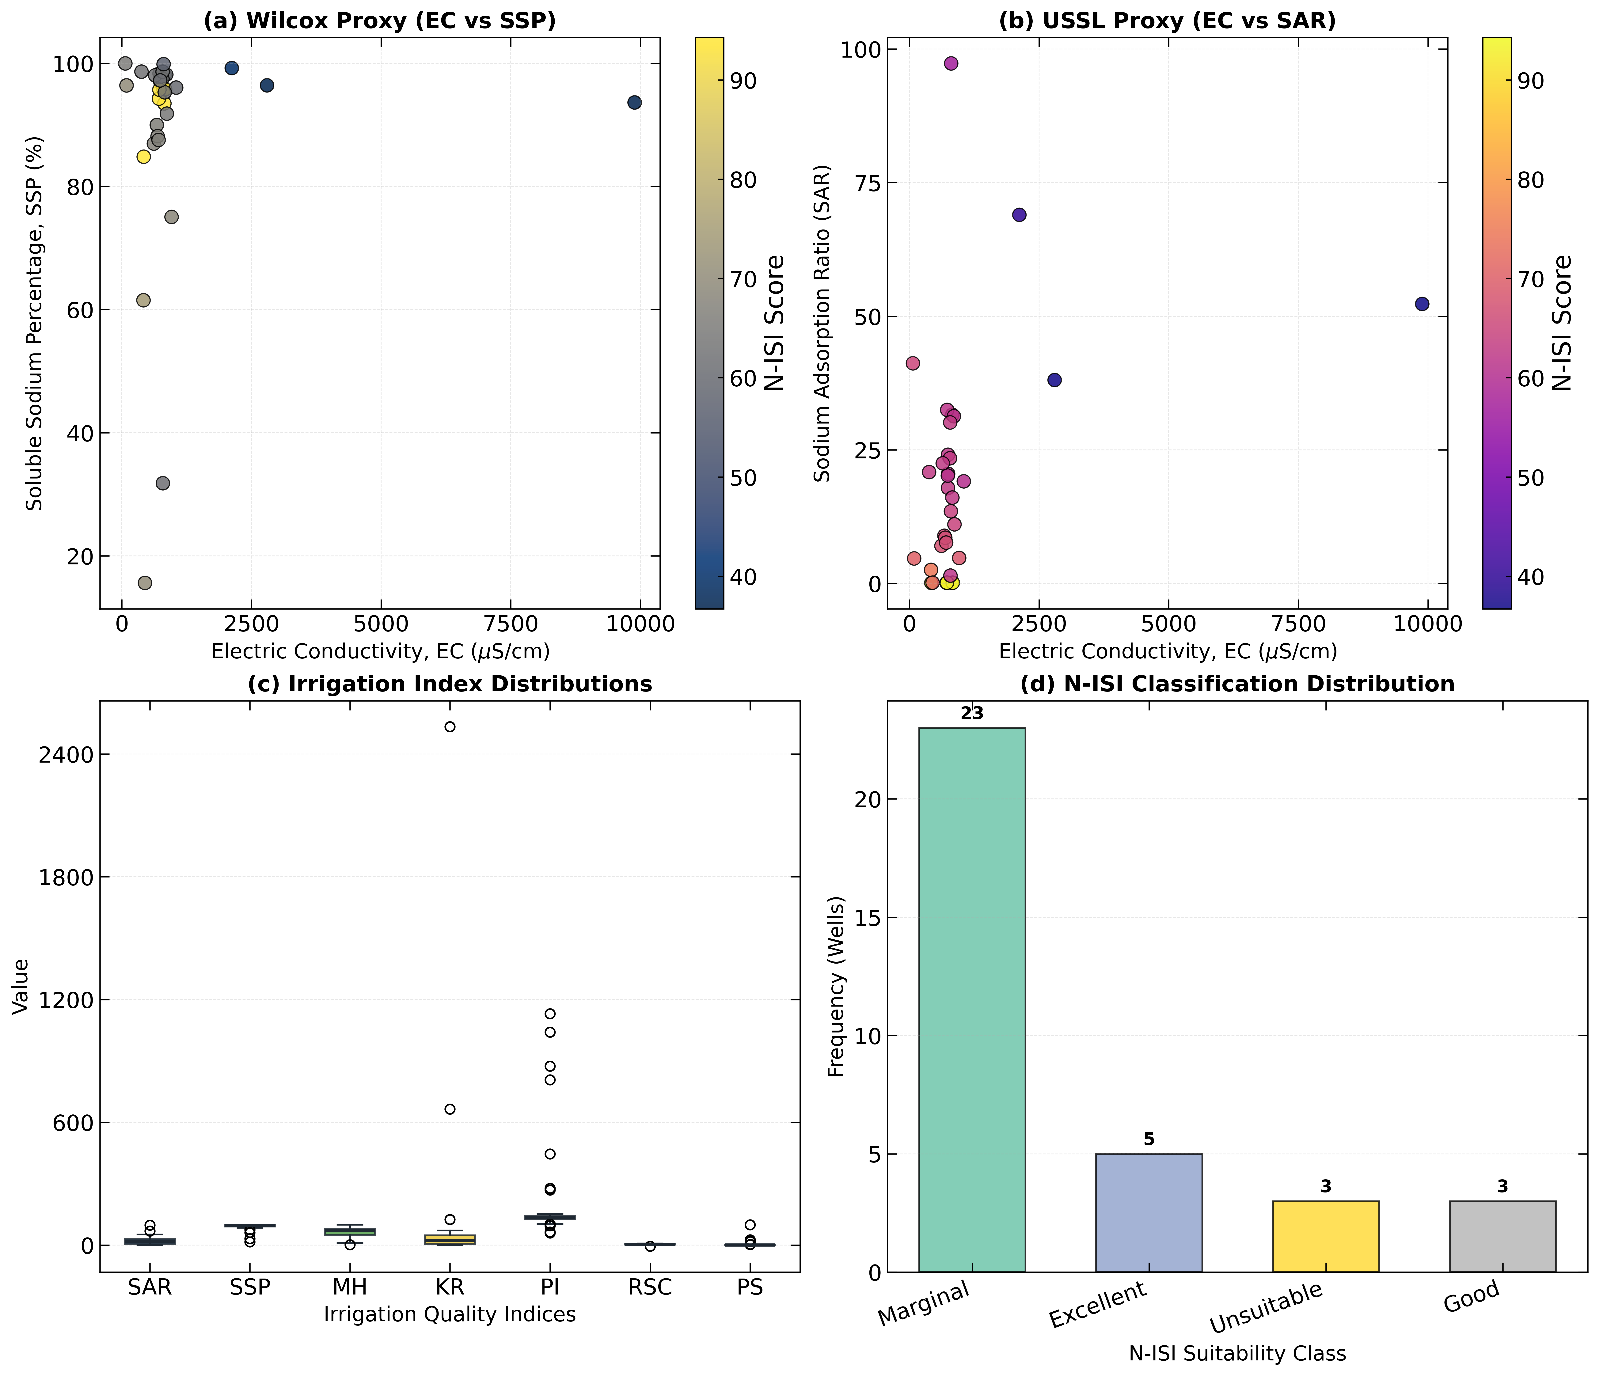 (a) Wilcox Proxy (EC vs SSP)
100
80
60
40
20
Soluble Sodium Percentage, SSP (%)
0 2500 5000 7500 10000
Electric Conductivity, EC (μS/cm)
90
80
70
60
50
40
N-ISI Score
(b) USSL Proxy (EC vs SAR)
100
75
50
25
0
Sodium Adsorption Ratio (SAR)
0 2500 5000 7500 10000
Electric Conductivity, EC (μS/cm)
90
80
70
60
50
40
N-ISI Score
(c) Irrigation Index Distributions
2400
1800
1200
600
0
Value
SAR SSP MH KR PI RSC PS
Irrigation Quality Indices
(d) N-ISI Classification Distribution
20
15
10
5
0
Frequency (Wells)
23
5
3
3
Marginal Excellent Unsuitable Good
N-ISI Suitability Class